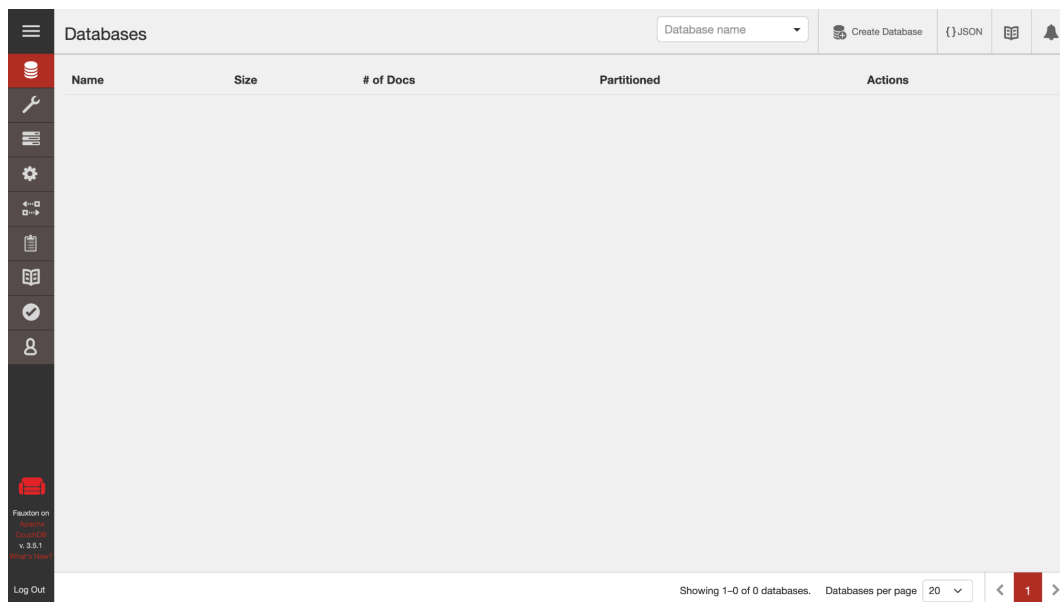 Databases
Database name
Create Database
{ } JSON
Name Size # of Docs Partitioned Actions
Fauxton on
Apache
CouchDB
v. 3.5.1
What's New?
Log Out
Showing 1–0 of 0 databases. Databases per page 20 1